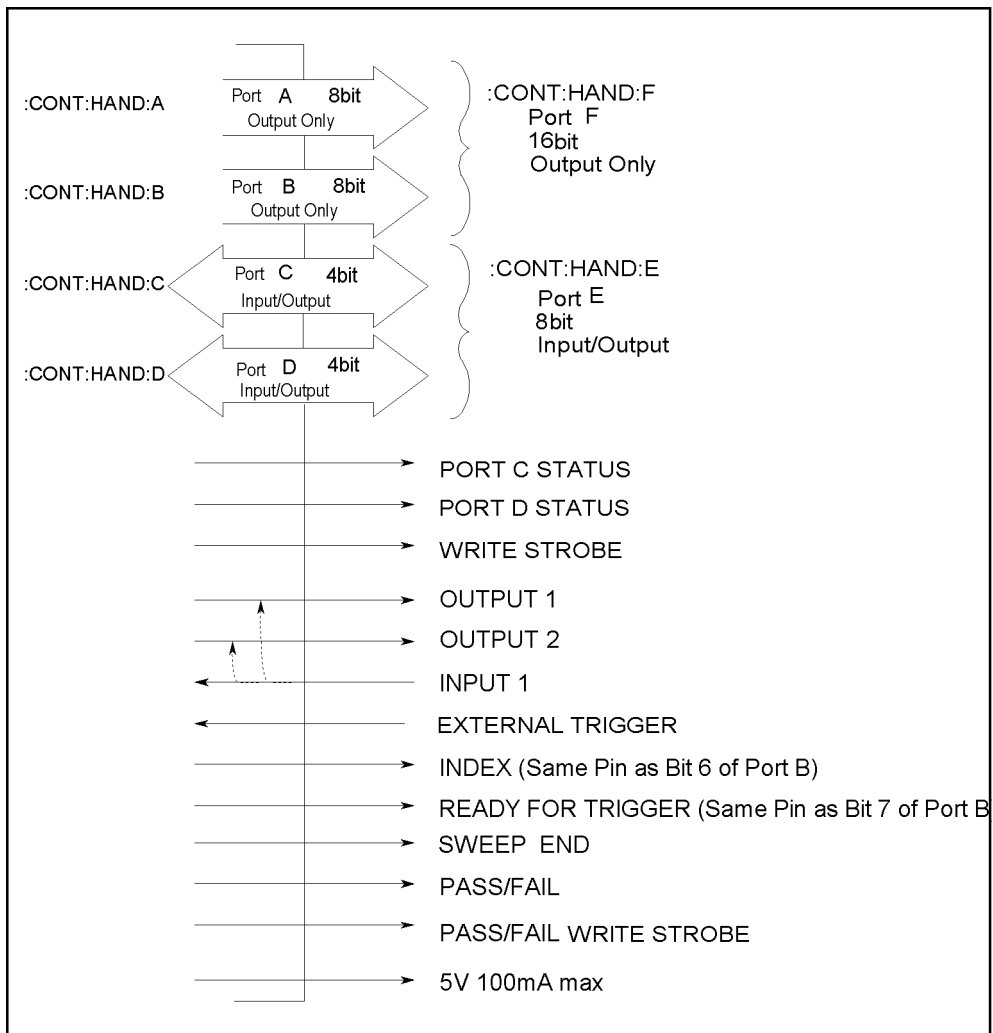 :CONT:HAND:A
Port A 8bit
Output Only
:CONT:HAND:F
Port F
16bit
Output Only
:CONT:HAND:B
Port B 8bit
Output Only
:CONT:HAND:C
Port C 4bit
Input/Output
:CONT:HAND:E
Port E
8bit
Input/Output
:CONT:HAND:D
Port D 4bit
Input/Output
PORT C STATUS
PORT D STATUS
WRITE STROBE
OUTPUT 1
OUTPUT 2
INPUT 1
EXTERNAL TRIGGER
INDEX (Same Pin as Bit 6 of Port B)
READY FOR TRIGGER (Same Pin as Bit 7 of Port B
SWEEP END
PASS/FAIL
PASS/FAIL WRITE STROBE
5V 100mA max